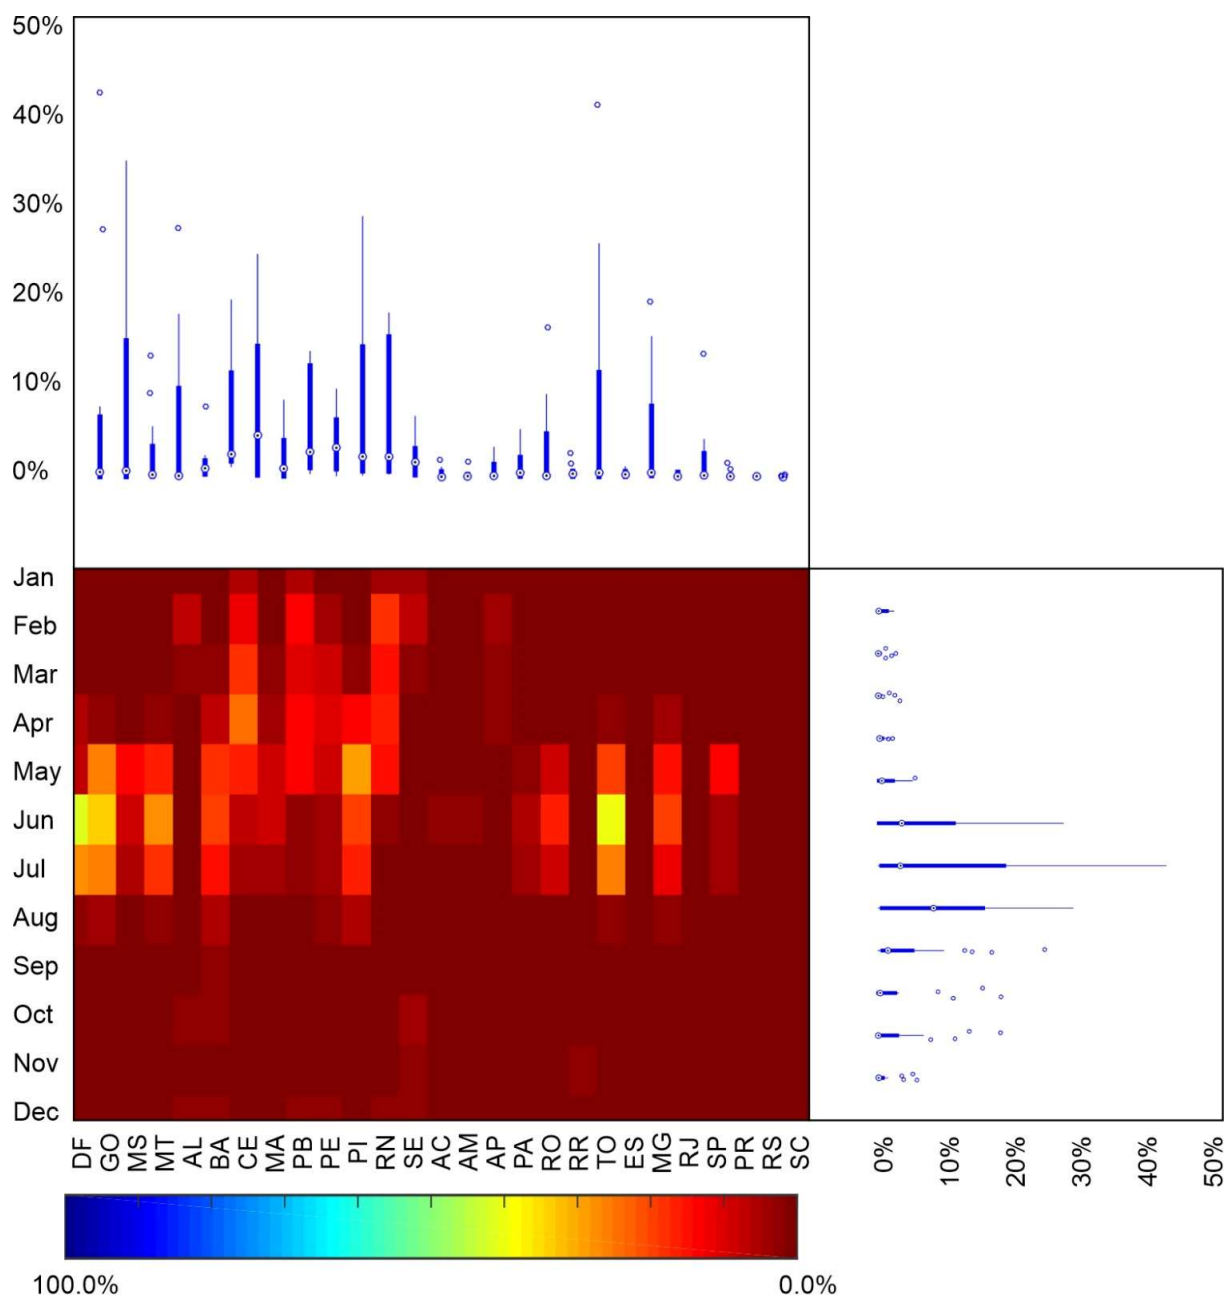 50%
40%
30%
20%
10%
0%
Jan
Feb
Mar
Apr
May
Jun
Jul
Aug
Sep
Oct
Nov
Dec
DF GO MS MT AL BA CE MA PB PE PI RN SE AC AM AP PA RO RR TO ES MG RJ SP PR RS SC
0% 10% 20% 30% 40% 50%
100.0% 0.0%